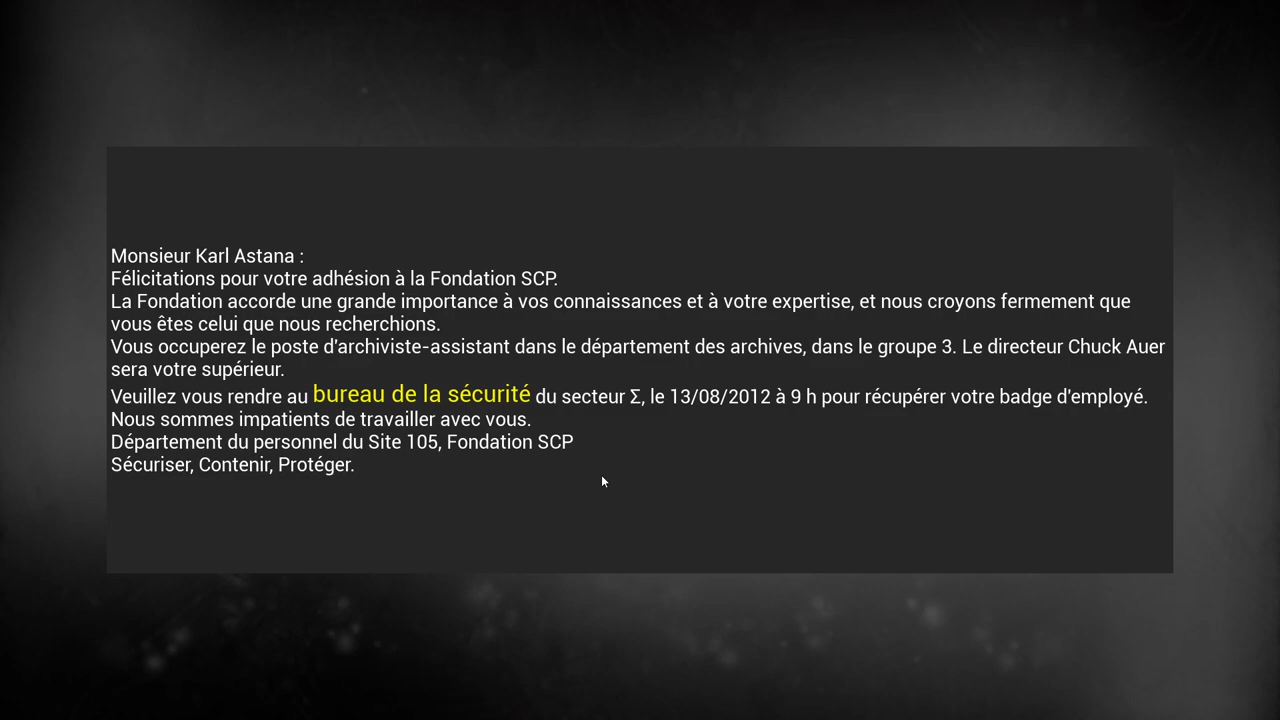 Monsieur Karl Astana :
Félicitations pour votre adhésion à la Fondation SCP.
La Fondation accorde une grande importance à vos connaissances et à votre expertise, et nous croyons fermement que
vous êtes celui que nous recherchions.
Vous occuperez le poste d'archiviste-assistant dans le département des archives, dans le groupe 3. Le directeur Chuck Auer
sera votre supérieur.
Veuillez vous rendre au bureau de la sécurité du secteur Σ, le 13/08/2012 à 9 h pour récupérer votre badge d'employé.
Nous sommes impatients de travailler avec vous.
Département du personnel du Site 105, Fondation SCP
Sécuriser, Contenir, Protéger.